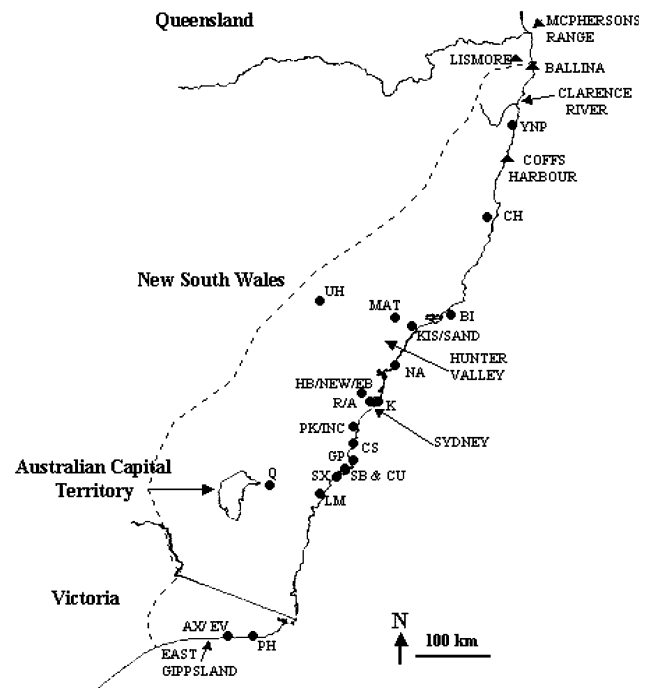 Queensland
MCPHERSONS
RANGE
LISMORE
BALLINA
CLARENCE
RIVER
YNP
COFFS
HARBOUR
CH
New South Wales
UH
MAT
BI
KIS/SAND
HUNTER
VALLEY
NA
HB/NEW/EB
R/A
K
PK/INC
SYDNEY
CS
GP
Australian Capital
Territory
Q
SX
SB & CU
LM
Victoria
AX/ EV
PH
EAST
GIPPSLAND
N
100 km